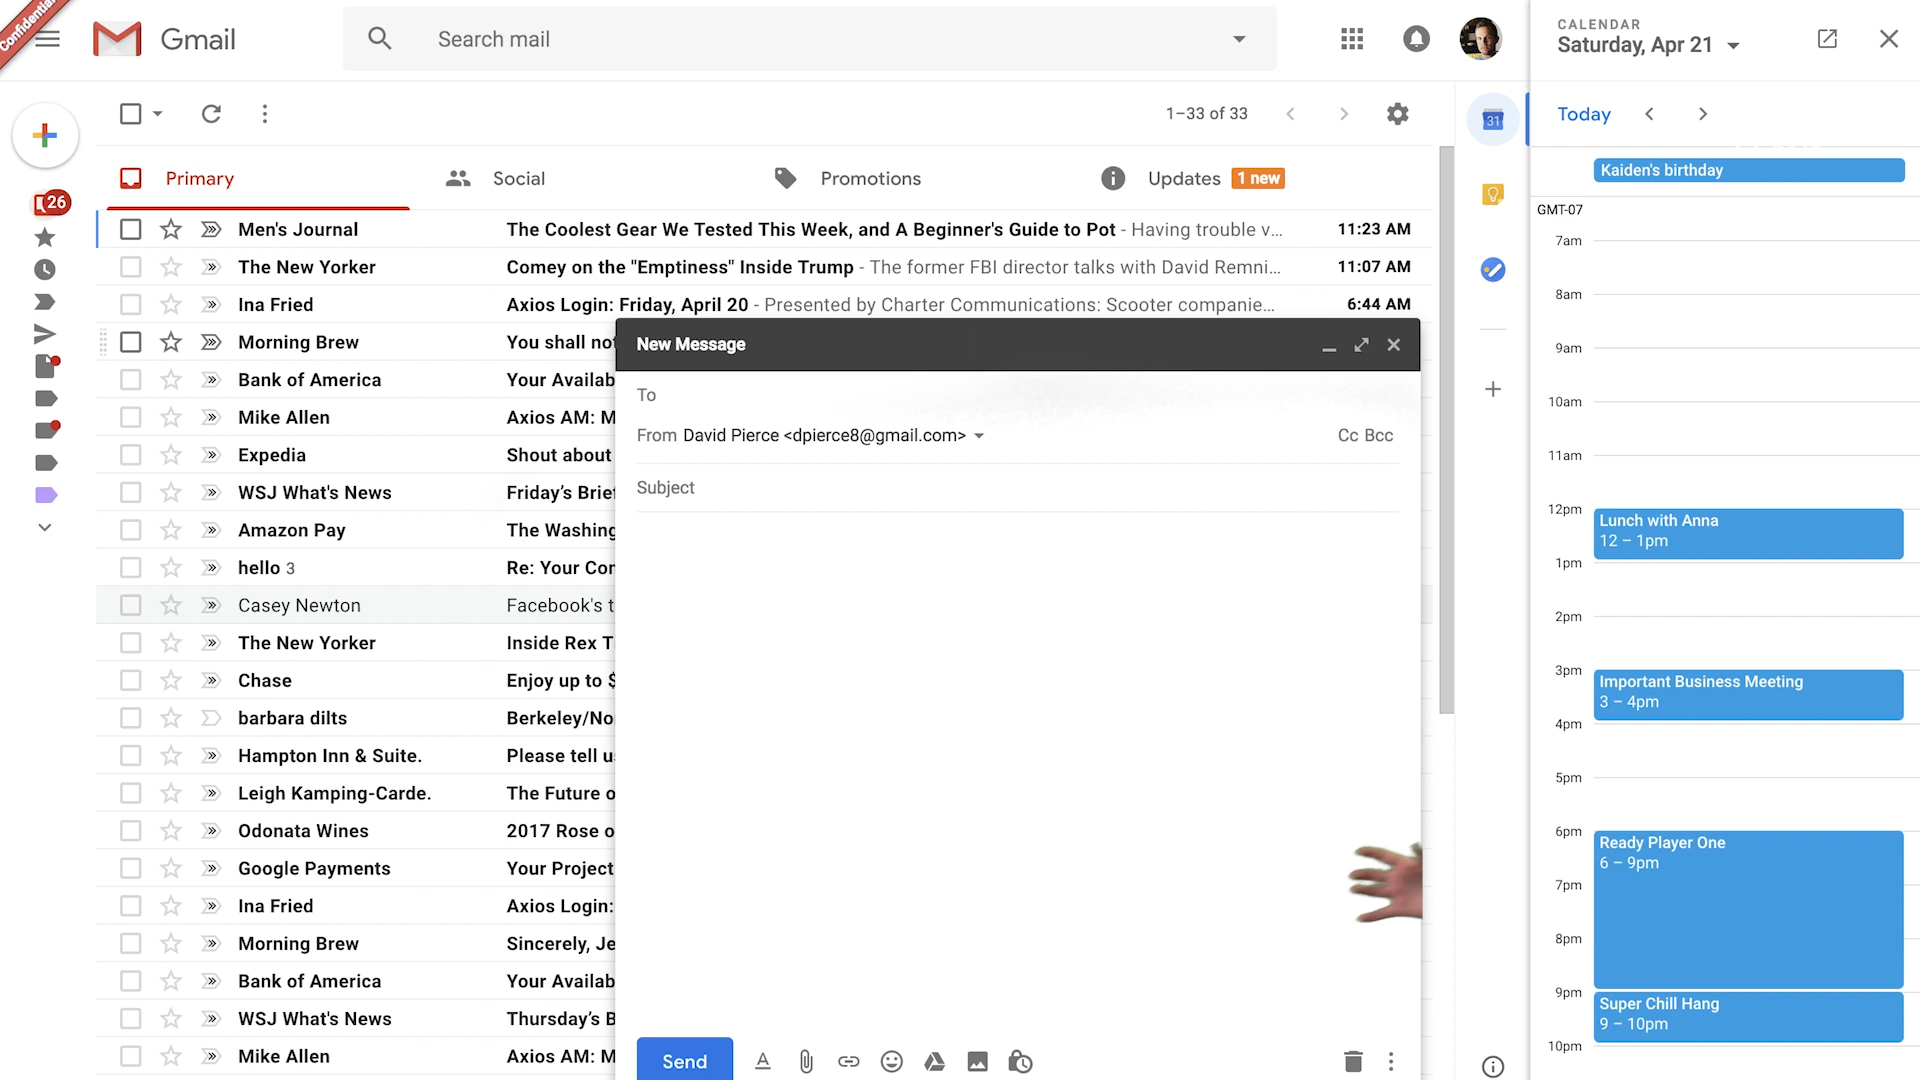 Confidential
Gmail
Search mail
CALENDAR
Saturday, Apr 21
1–33 of 33
31
Today
Primary
Social
Promotions
Updates 1 new
Kaiden's birthday
26
GMT-07
Men's Journal The Coolest Gear We Tested This Week, and A Beginner's Guide to Pot - Having trouble v... 11:23 AM
The New Yorker Comey on the "Emptiness" Inside Trump - The former FBI director talks with David Remni... 11:07 AM
Ina Fried Axios Login: Friday, April 20 - Presented by Charter Communications: Scooter companie... 6:44 AM
Morning Brew You shall no
Bank of America Your Availab
Mike Allen Axios AM: M
Expedia Shout about
WSJ What's News Friday’s Brie
Amazon Pay The Washing
hello 3 Re: Your Con
Casey Newton Facebook's t
The New Yorker Inside Rex T
Chase Enjoy up to $
barbara dilts Berkeley/No
Hampton Inn & Suite. Please tell u
Leigh Kamping-Carde. The Future o
Odonata Wines 2017 Rose o
Google Payments Your Project
Ina Fried Axios Login:
Morning Brew Sincerely, Je
Bank of America Your Availab
WSJ What's News Thursday’s B
Mike Allen Axios AM: M
New Message
To
From David Pierce <dpierce8@gmail.com>
Cc Bcc
Subject
Send
7am
8am
9am
10am
11am
12pm
Lunch with Anna
12 – 1pm
1pm
2pm
3pm
Important Business Meeting
3 – 4pm
4pm
5pm
6pm
Ready Player One
6 – 9pm
7pm
8pm
9pm
Super Chill Hang
9 – 10pm
10pm